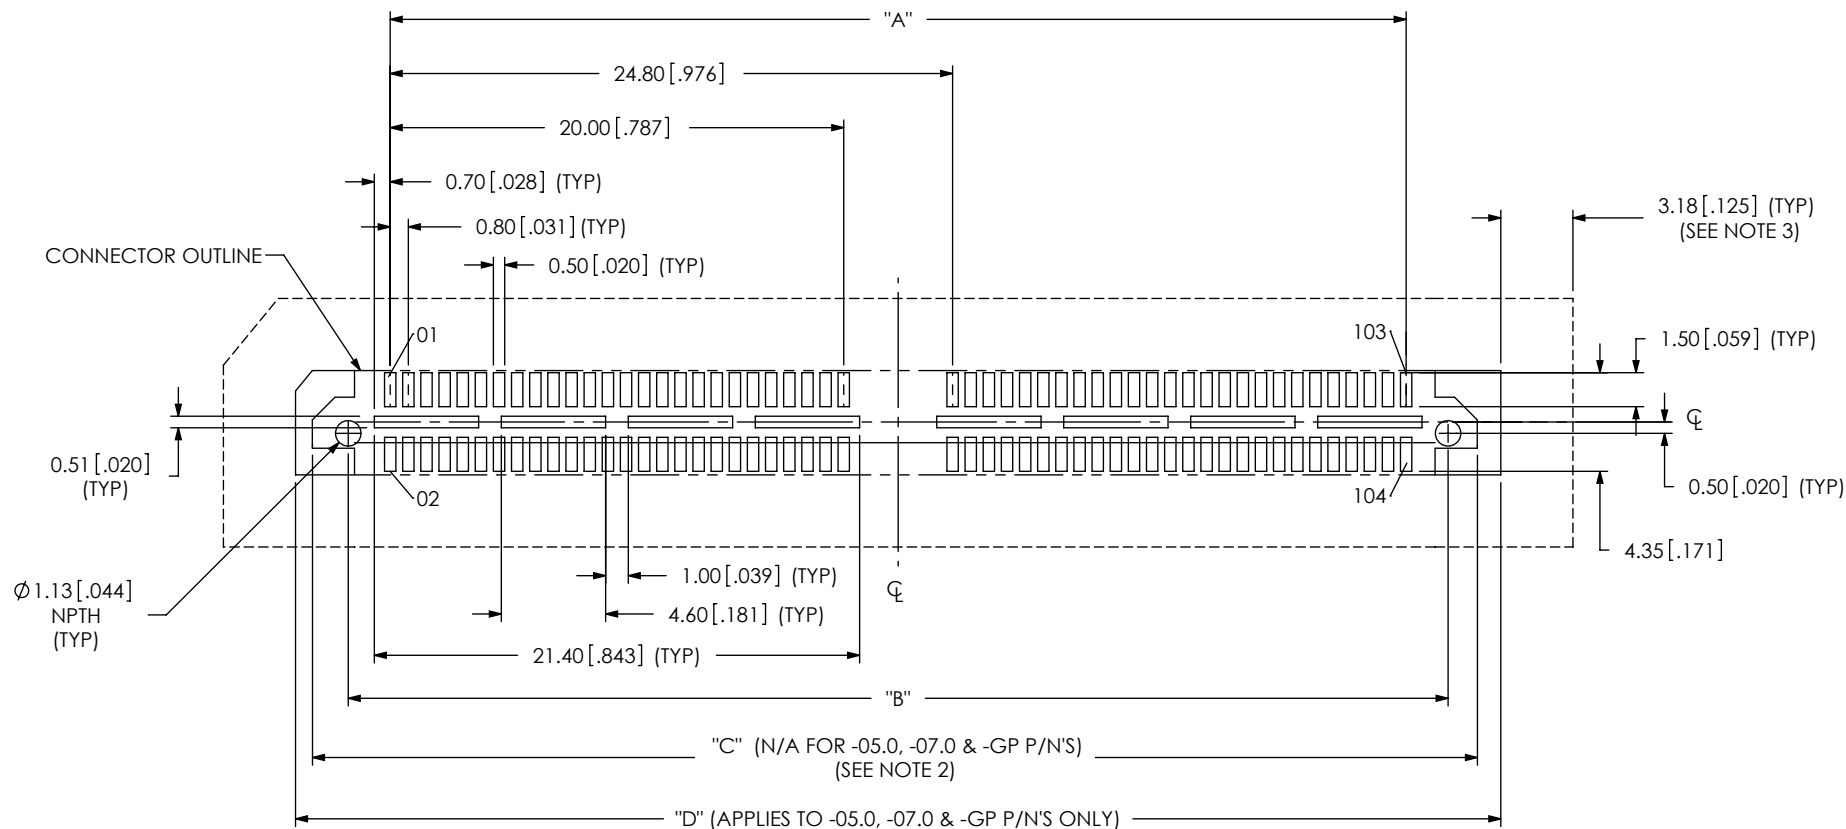 "A"
24.80 [.976]
20.00 [.787]
0.70 [.028] (TYP)
0.80 [.031] (TYP)
3.18 [.125] (TYP)
(SEE NOTE 3)
CONNECTOR OUTLINE
0.50 [.020] (TYP)
01
103
1.50 [.059] (TYP)
℄
0.51 [.020]
(TYP)
02
104
0.50 [.020] (TYP)
4.35 [.171]
Ø 1.13 [.044]
NPTH
(TYP)
1.00 [.039] (TYP)
℄
4.60 [.181] (TYP)
21.40 [.843] (TYP)
"B"
"C" (N/A FOR -05.0, -07.0 & -GP P/N'S)
(SEE NOTE 2)
"D" (APPLIES TO -05.0, -07.0 & -GP P/N'S ONLY)